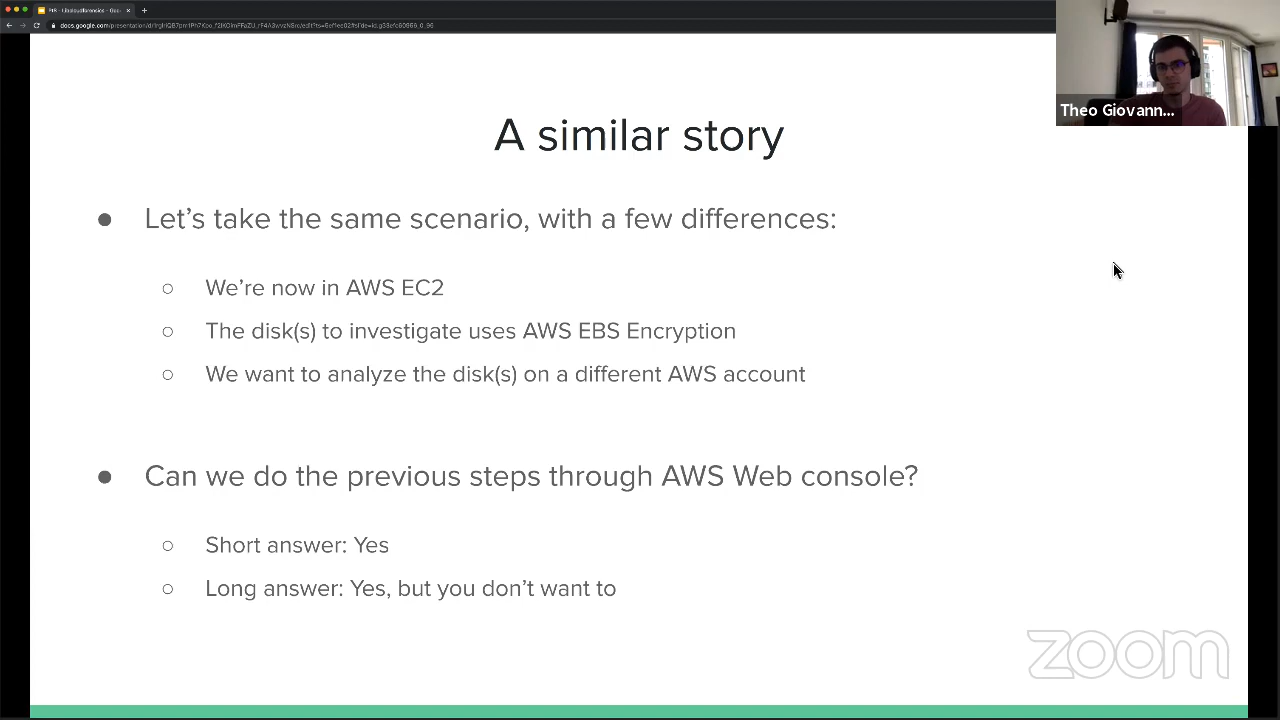 PtR - Libcloudforensics - Goo
Theo Giovann...
A similar story
● Let’s take the same scenario, with a few differences:
○ We’re now in AWS EC2
○ The disk(s) to investigate uses AWS EBS Encryption
○ We want to analyze the disk(s) on a different AWS account
● Can we do the previous steps through AWS Web console?
○ Short answer: Yes
○ Long answer: Yes, but you don’t want to
zoom